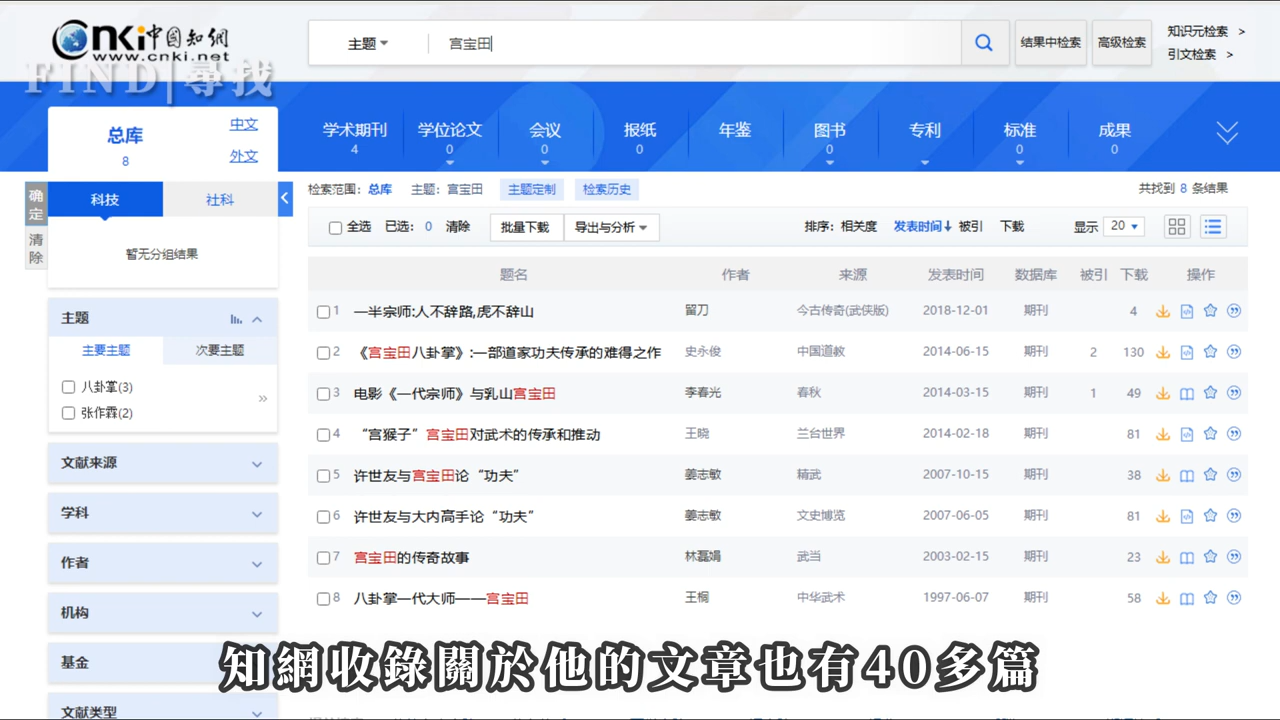 cnki中国知网
www.cnki.net
FIND|尋找
主题 宫宝田
结果中检索
高级检索
知识元检索 >
引文检索 >
总库
8
中文
外文
学术期刊 4
学位论文 0
会议 0
报纸 0
年鉴
图书 0
专利
标准 0
成果 0
确定
清除
科技 社科
暂无分组结果
主题
主要主题 次要主题
八卦掌(3)
张作霖(2)
文献来源
学科
作者
机构
基金
文献类型
检索范围：总库 主题：宫宝田 主题定制 检索历史 共找到 8 条结果
全选 已选：0 清除 批量下载 导出与分析 排序：相关度 发表时间↓ 被引 下载 显示 20
题名 作者 来源 发表时间 数据库 被引 下载 操作
1 一半宗师:人不辞路,虎不辞山 留刀 今古传奇(武侠版) 2018-12-01 期刊 4
2 《宫宝田八卦掌》:一部道家功夫传承的难得之作 史永俊 中国道教 2014-06-15 期刊 2 130
3 电影《一代宗师》与乳山宫宝田 李春光 春秋 2014-03-15 期刊 1 49
4 “宫猴子”宫宝田对武术的传承和推动 王晓 兰台世界 2014-02-18 期刊 81
5 许世友与宫宝田论“功夫” 姜志敏 精武 2007-10-15 期刊 38
6 许世友与大内高手论“功夫” 姜志敏 文史博览 2007-06-05 期刊 81
7 宫宝田的传奇故事 林磊娟 武当 2003-02-15 期刊 23
8 八卦掌一代大师——宫宝田 王桐 中华武术 1997-06-07 期刊 58
知網收錄關於他的文章也有40多篇